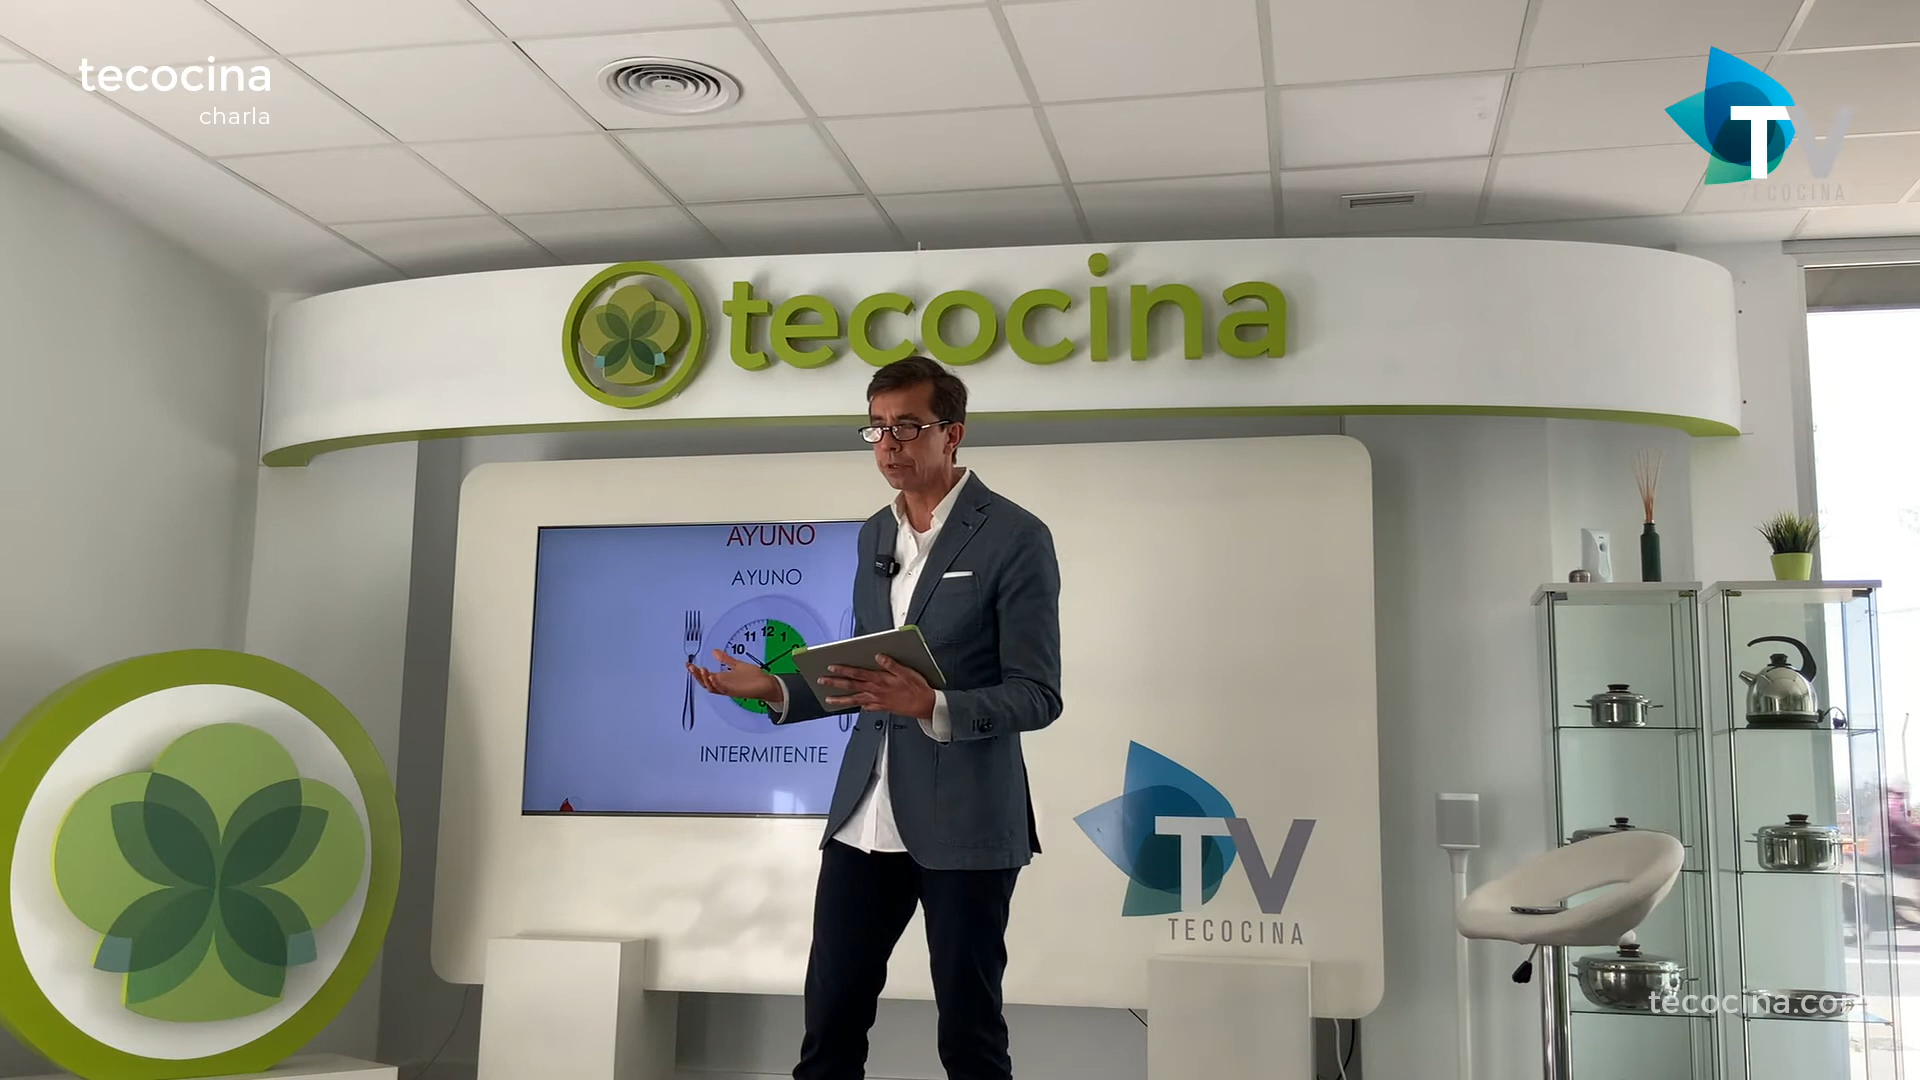 tecocina
charla
TV
TECOCINA
tecocina
AYUNO
AYUNO
11 12 1
10
INTERMITENTE
TV
TECOCINA
tecocina.com